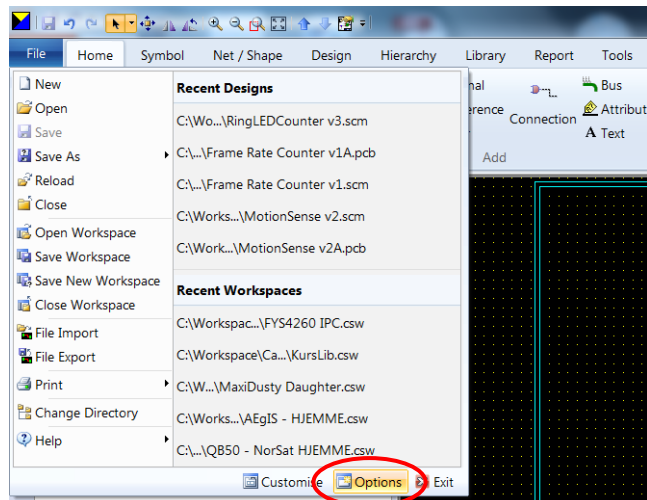 File Home Symbol Net / Shape Design Hierarchy Library Report Tools
New
Open
Save
Save As
Reload
Close
Open Workspace
Save Workspace
Save New Workspace
Close Workspace
File Import
File Export
Print
Change Directory
Help
Recent Designs
C:\Wo...\RingLEDCounter v3.scm
C:\...\Frame Rate Counter v1A.pcb
C:\...\Frame Rate Counter v1.scm
C:\Works...\MotionSense v2.scm
C:\Work...\MotionSense v2A.pcb
Recent Workspaces
C:\Workspac...\FYS4260 IPC.csw
C:\Workspace\Ca...\KursLib.csw
C:\W...\MaxiDusty Daughter.csw
C:\Works...\AEgIS - HJEMME.csw
C:\...\QB50 - NorSat HJEMME.csw
Customise Options Exit
nal
erence
Connection
Bus
Attribut
A Text
Add